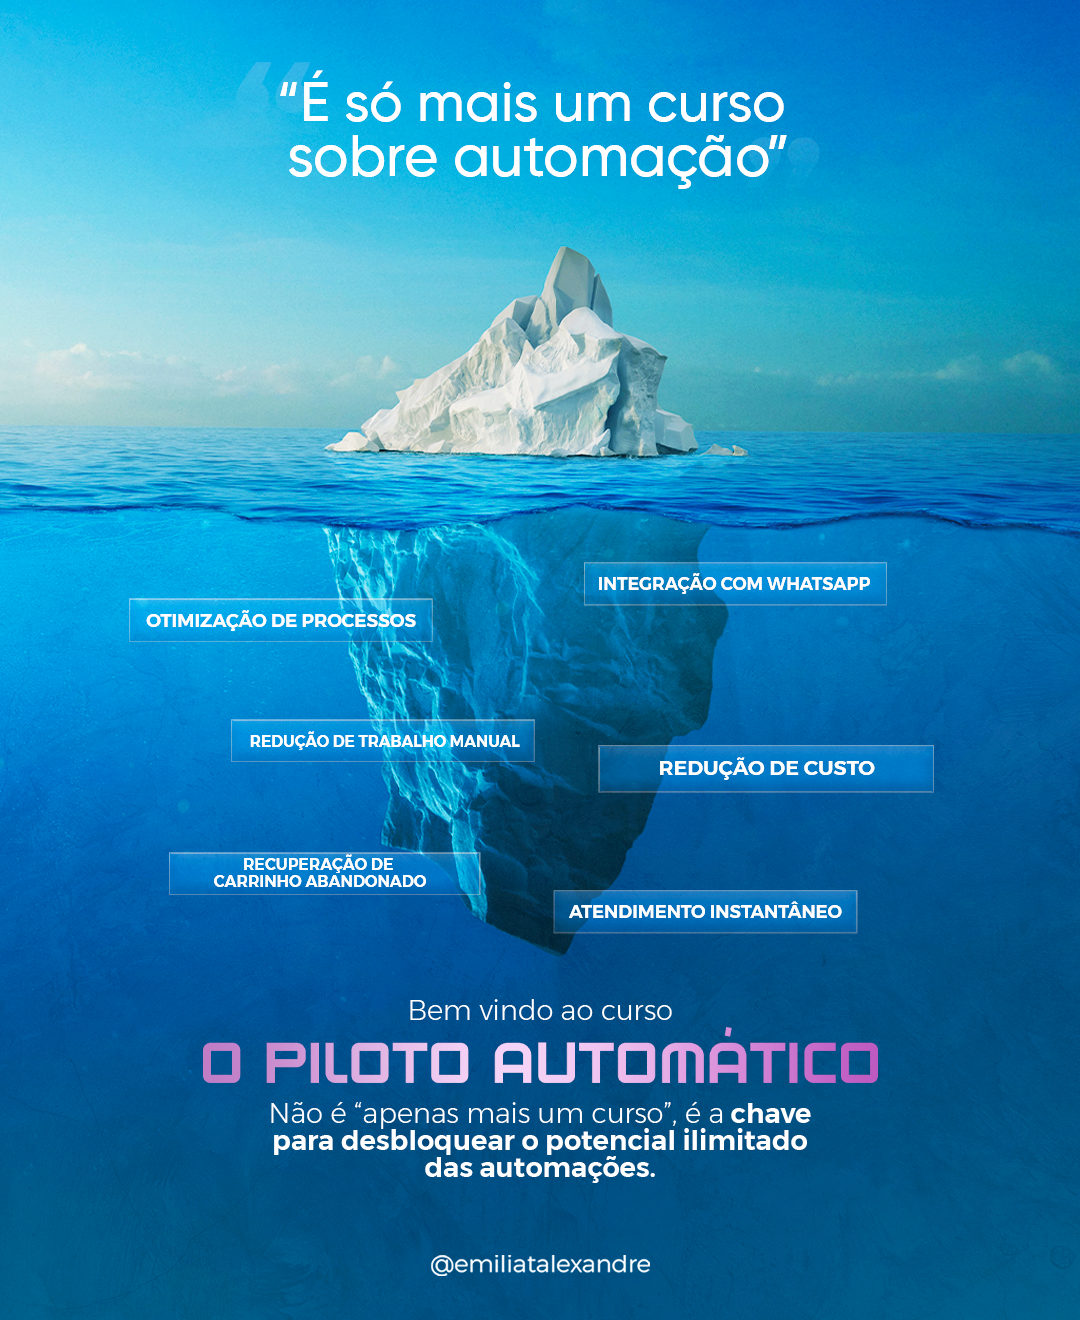 “É só mais um curso
sobre automação”
INTEGRAÇÃO COM WHATSAPP
OTIMIZAÇÃO DE PROCESSOS
REDUÇÃO DE TRABALHO MANUAL
REDUÇÃO DE CUSTO
RECUPERAÇÃO DE
CARRINHO ABANDONADO
ATENDIMENTO INSTANTÂNEO
Bem vindo ao curso
O PILOTO AUTOMÁTICO
Não é “apenas mais um curso”, é a chave
para desbloquear o potencial ilimitado
das automações.
@emiliatalexandre